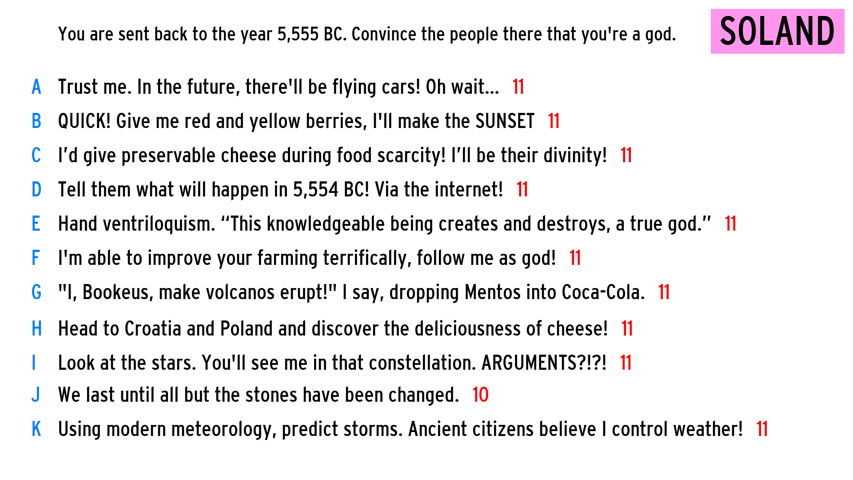 You are sent back to the year 5,555 BC. Convince the people there that you're a god.
SOLAND
A Trust me. In the future, there'll be flying cars! Oh wait... 11
B QUICK! Give me red and yellow berries, I'll make the SUNSET 11
C I’d give preservable cheese during food scarcity! I’ll be their divinity! 11
D Tell them what will happen in 5,554 BC! Via the internet! 11
E Hand ventriloquism. “This knowledgeable being creates and destroys, a true god.” 11
F I'm able to improve your farming terrifically, follow me as god! 11
G "I, Bookeus, make volcanos erupt!" I say, dropping Mentos into Coca-Cola. 11
H Head to Croatia and Poland and discover the deliciousness of cheese! 11
I Look at the stars. You'll see me in that constellation. ARGUMENTS?!?! 11
J We last until all but the stones have been changed. 10
K Using modern meteorology, predict storms. Ancient citizens believe I control weather! 11